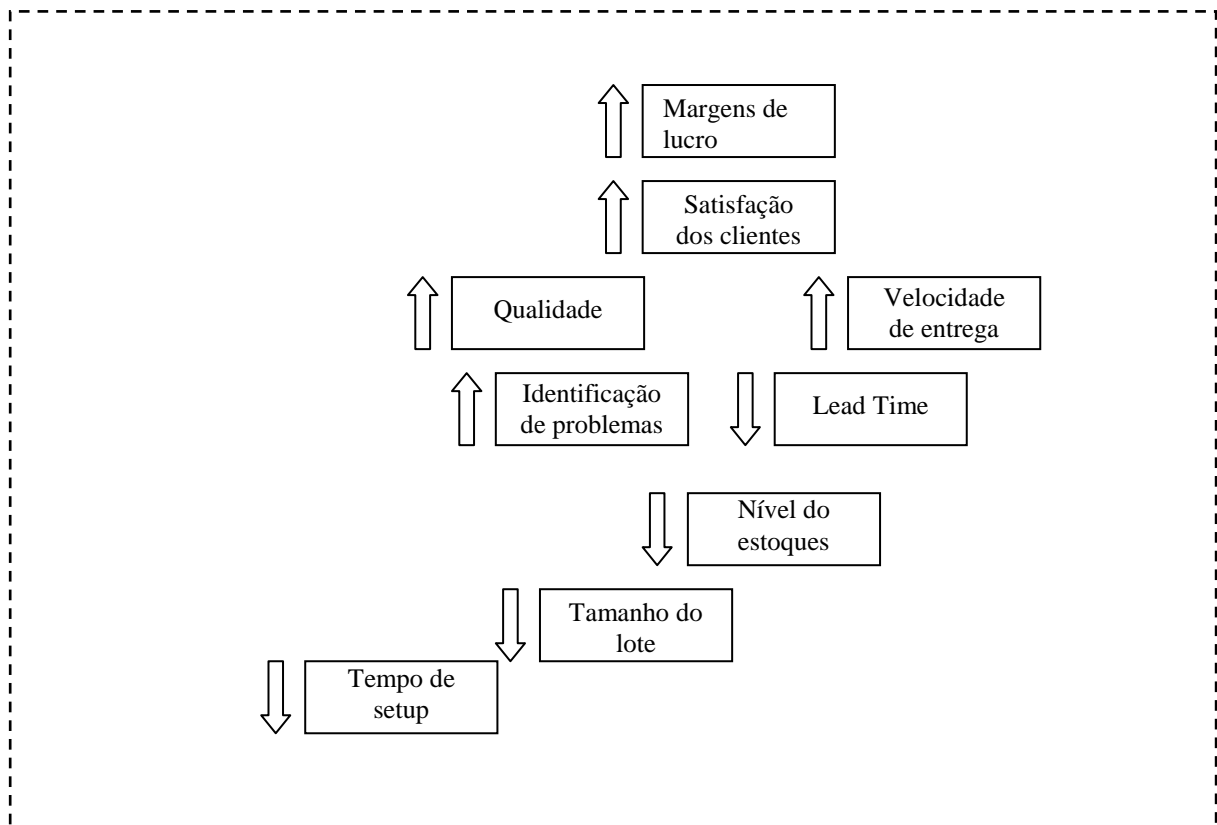 Margens de
lucro
Satisfação
dos clientes
Qualidade
Velocidade
de entrega
Identificação
de problemas
Lead Time
Nível do
estoques
Tamanho do
lote
Tempo de
setup